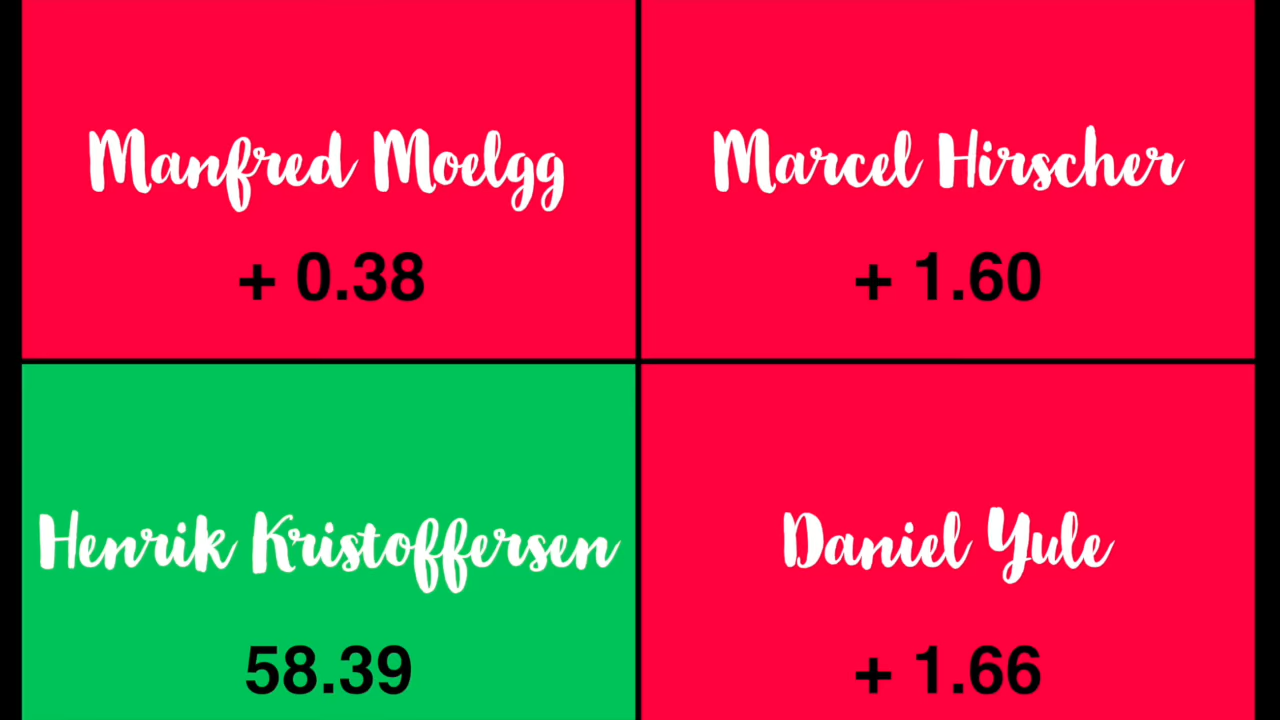 Manfred Moelgg
+ 0.38
Marcel Hirscher
+ 1.60
Henrik Kristoffersen
58.39
Daniel Yule
+ 1.66